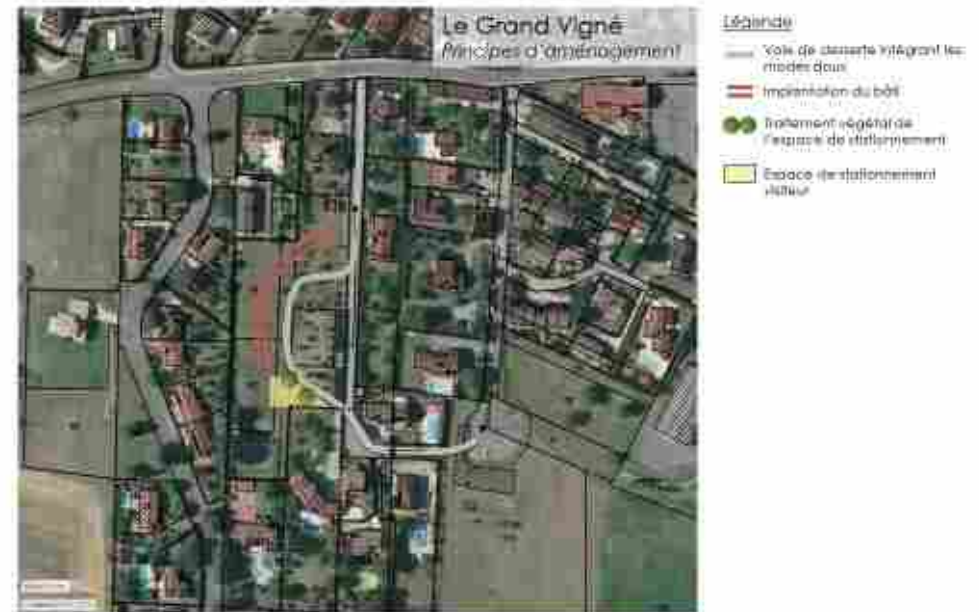 Le Grand Vigné
Principes d'aménagement
Légende
Voie de desserte intégrant les
modes doux
Implantation du bâti
Traitement végétal de
l'espace de stationnement
Espace de stationnement
visiteur